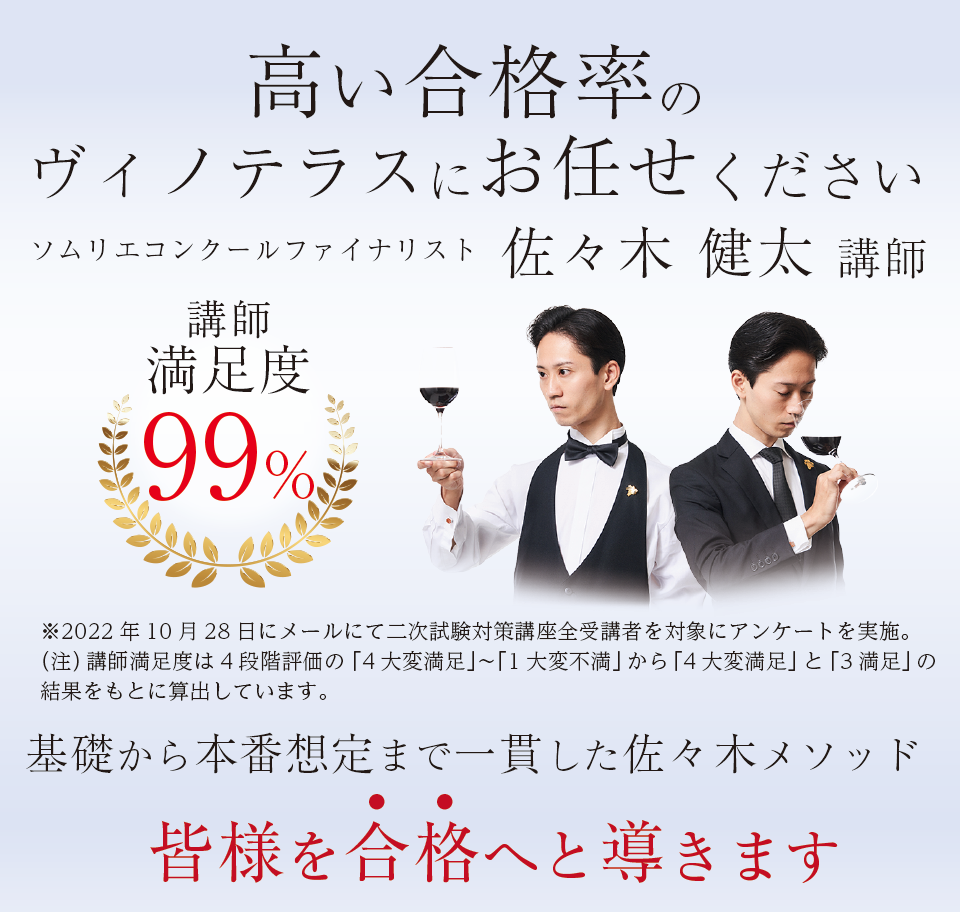 高い合格率の
ヴィノテラスにお任せください
ソムリエコンクールファイナリスト 佐々木 健太 講師
講師
満足度
99%
※2022年10月28日にメールにて二次試験対策講座全受講者を対象にアンケートを実施。
（注）講師満足度は4段階評価の「4大変満足」~「1大変不満」から「4大変満足」と「3満足」の
結果をもとに算出しています。
基礎から本番想定まで一貫した佐々木メソッド
皆様を合格へと導きます